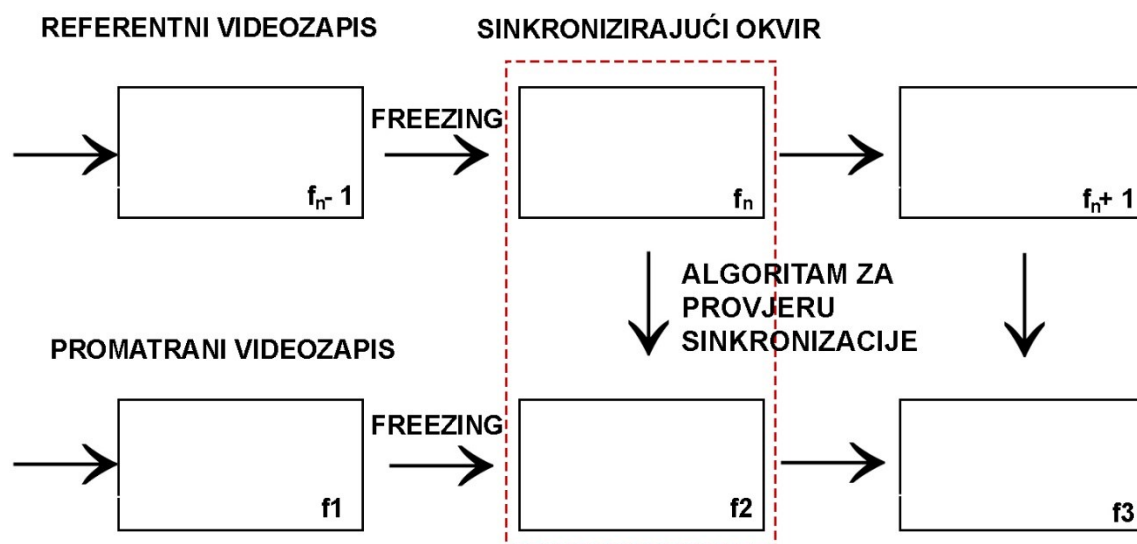 REFERENTNI VIDEOZAPIS
SINKRONIZIRAJUĆI OKVIR
FREEZING
fn- 1
fn
fn+ 1
ALGORITAM ZA
PROVJERU
SINKRONIZACIJE
PROMATRANI VIDEOZAPIS
FREEZING
f1
f2
f3